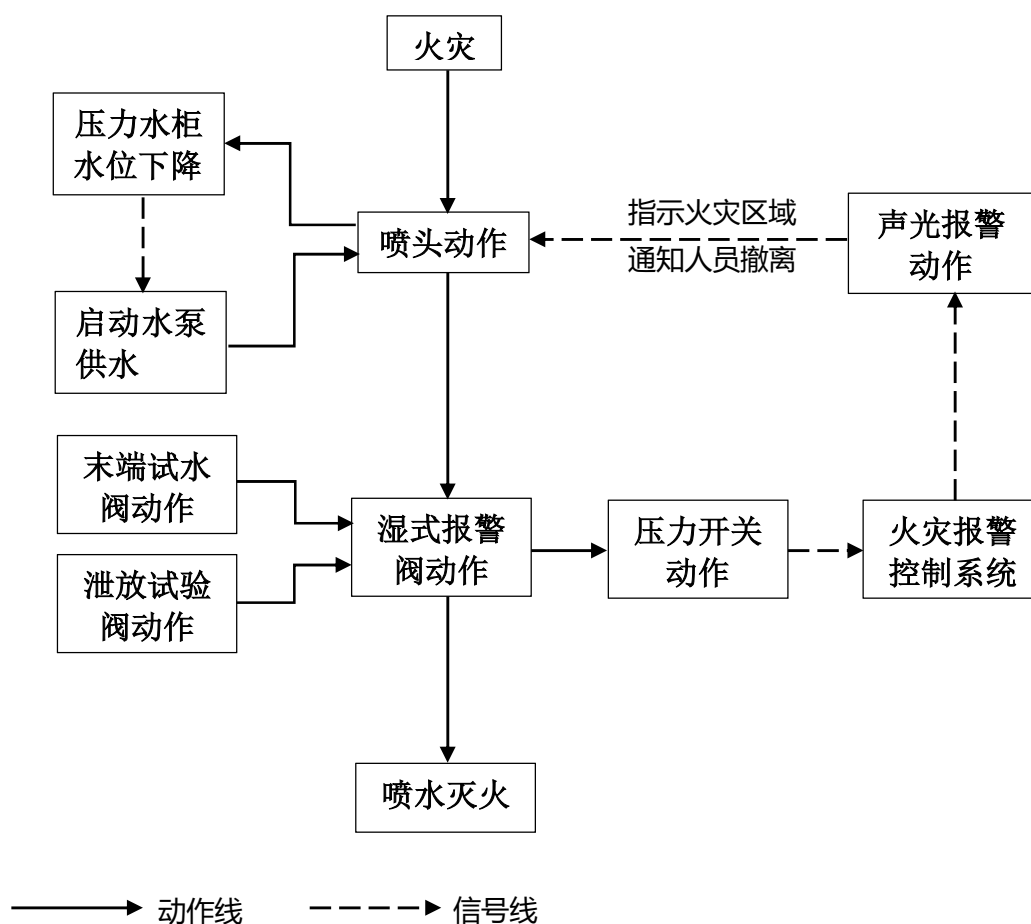 火灾
压力水柜
水位下降
喷头动作
指示火灾区域
通知人员撤离
声光报警
动作
启动水泵
供水
末端试水
阀动作
湿式报警
阀动作
压力开关
动作
火灾报警
控制系统
泄放试验
阀动作
喷水灭火
动作线
信号线